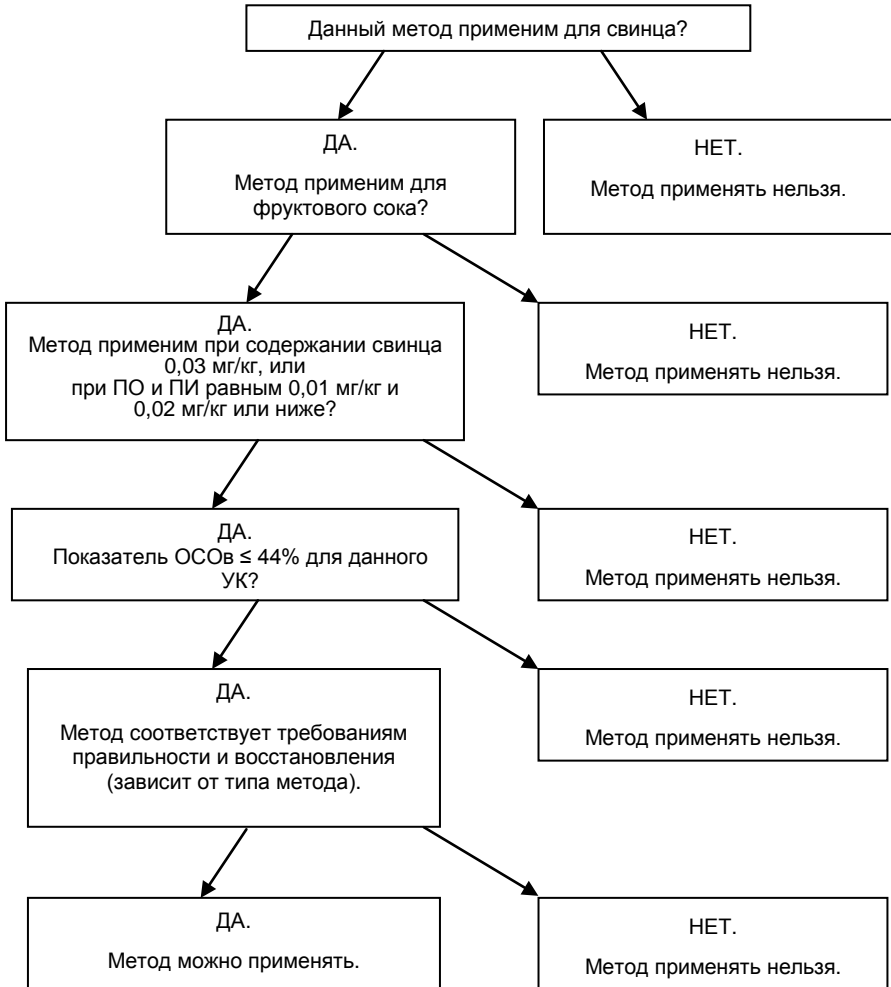 Данный метод применим для свинца?
ДА.
Метод применим для
фруктового сока?
НЕТ.
Метод применять нельзя.
ДА.
Метод применим при содержании свинца
0,03 мг/кг, или
при ПО и ПИ равным 0,01 мг/кг и
0,02 мг/кг или ниже?
НЕТ.
Метод применять нельзя.
ДА.
Показатель ОСОв ≤ 44% для данного
УК?
НЕТ.
Метод применять нельзя.
ДА.
Метод соответствует требованиям
правильности и восстановления
(зависит от типа метода).
НЕТ.
Метод применять нельзя.
ДА.
Метод можно применять.
НЕТ.
Метод применять нельзя.